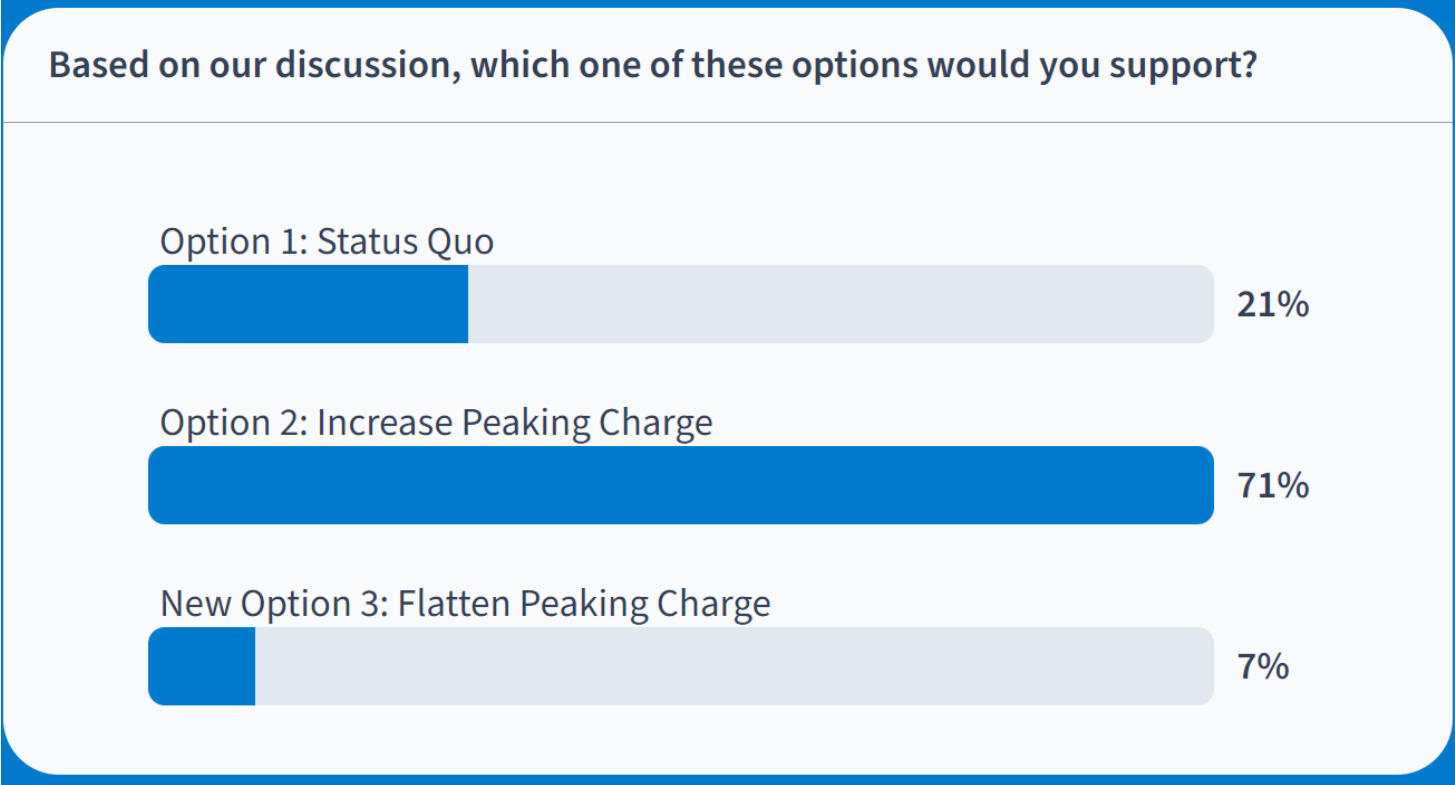 Based on our discussion, which one of these options would you support?
Option 1: Status Quo
21%
Option 2: Increase Peaking Charge
71%
New Option 3: Flatten Peaking Charge
7%